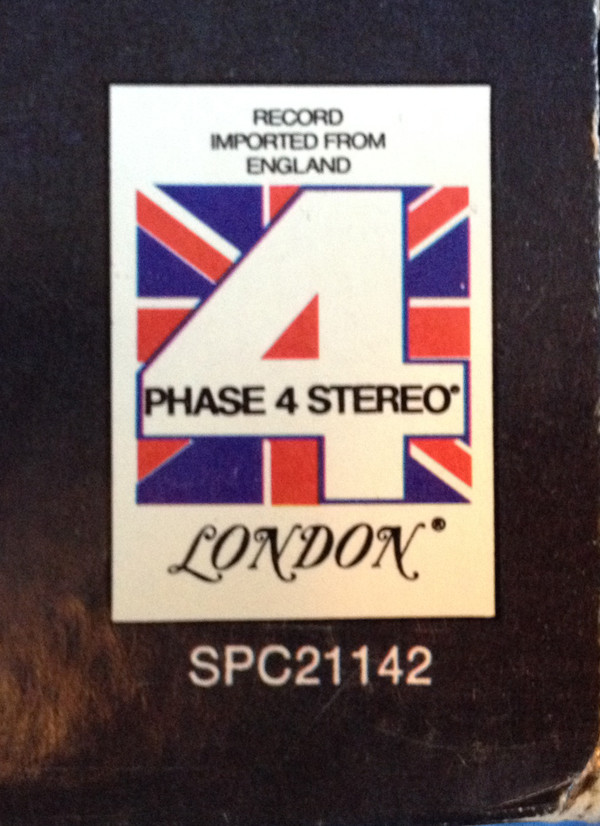 RECORD
IMPORTED FROM
ENGLAND
4
PHASE 4 STEREO®
LONDON®
SPC21142